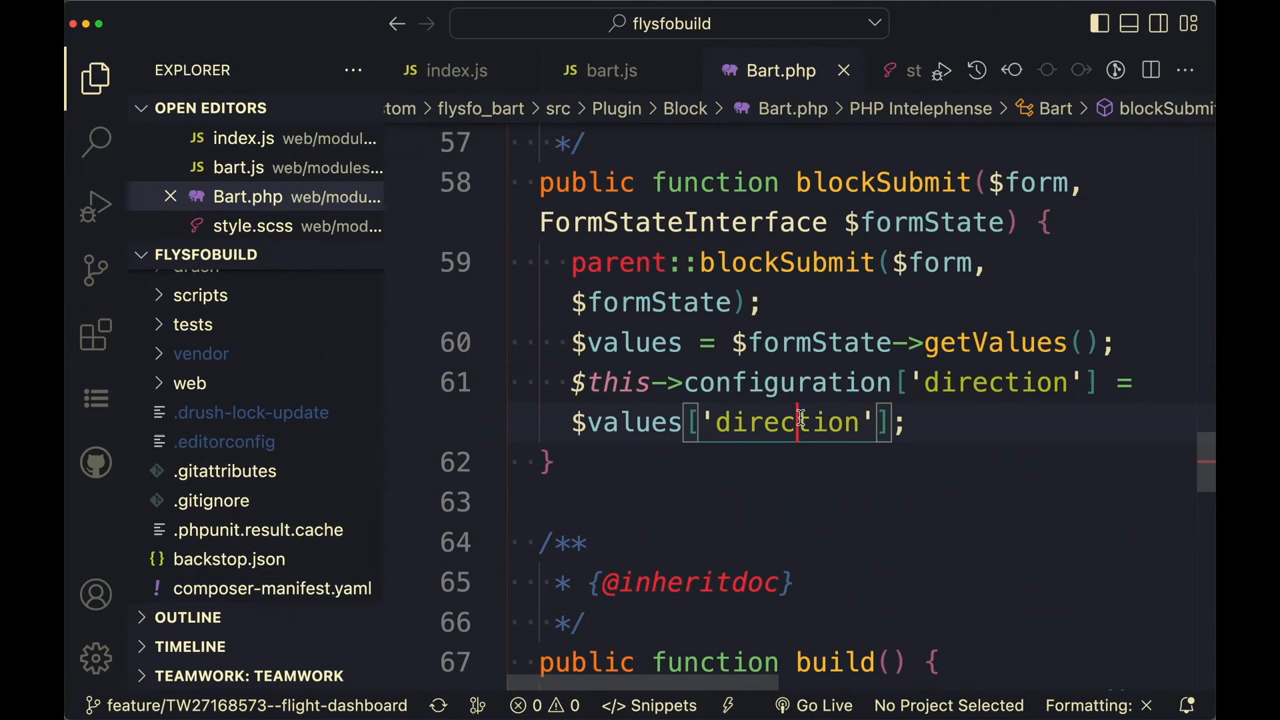 flysfobuild
EXPLORER
index.js
bart.js
Bart.php
st
OPEN EDITORS
tom > flysfo_bart > src > Plugin > Block > Bart.php > PHP Intelephense > Bart > blockSubmi
index.js web/modul...
bart.js web/modules...
Bart.php web/modu...
style.scss web/mod...
FLYSFOBUILD
drush
scripts
tests
vendor
web
.drush-lock-update
.editorconfig
.gitattributes
.gitignore
.phpunit.result.cache
backstop.json
composer-manifest.yaml
OUTLINE
TIMELINE
TEAMWORK: TEAMWORK
57 */
58 public function blockSubmit($form,
FormStateInterface $formState) {
59 parent::blockSubmit($form,
$formState);
60 $values = $formState->getValues();
61 $this->configuration['direction'] =
$values['direction'];
62 }
63
64 /**
65 * {@inheritdoc}
66 */
67 public function build() {
feature/TW27168573--flight-dashboard
0 0
</> Snippets
Go Live
No Project Selected
Formatting: